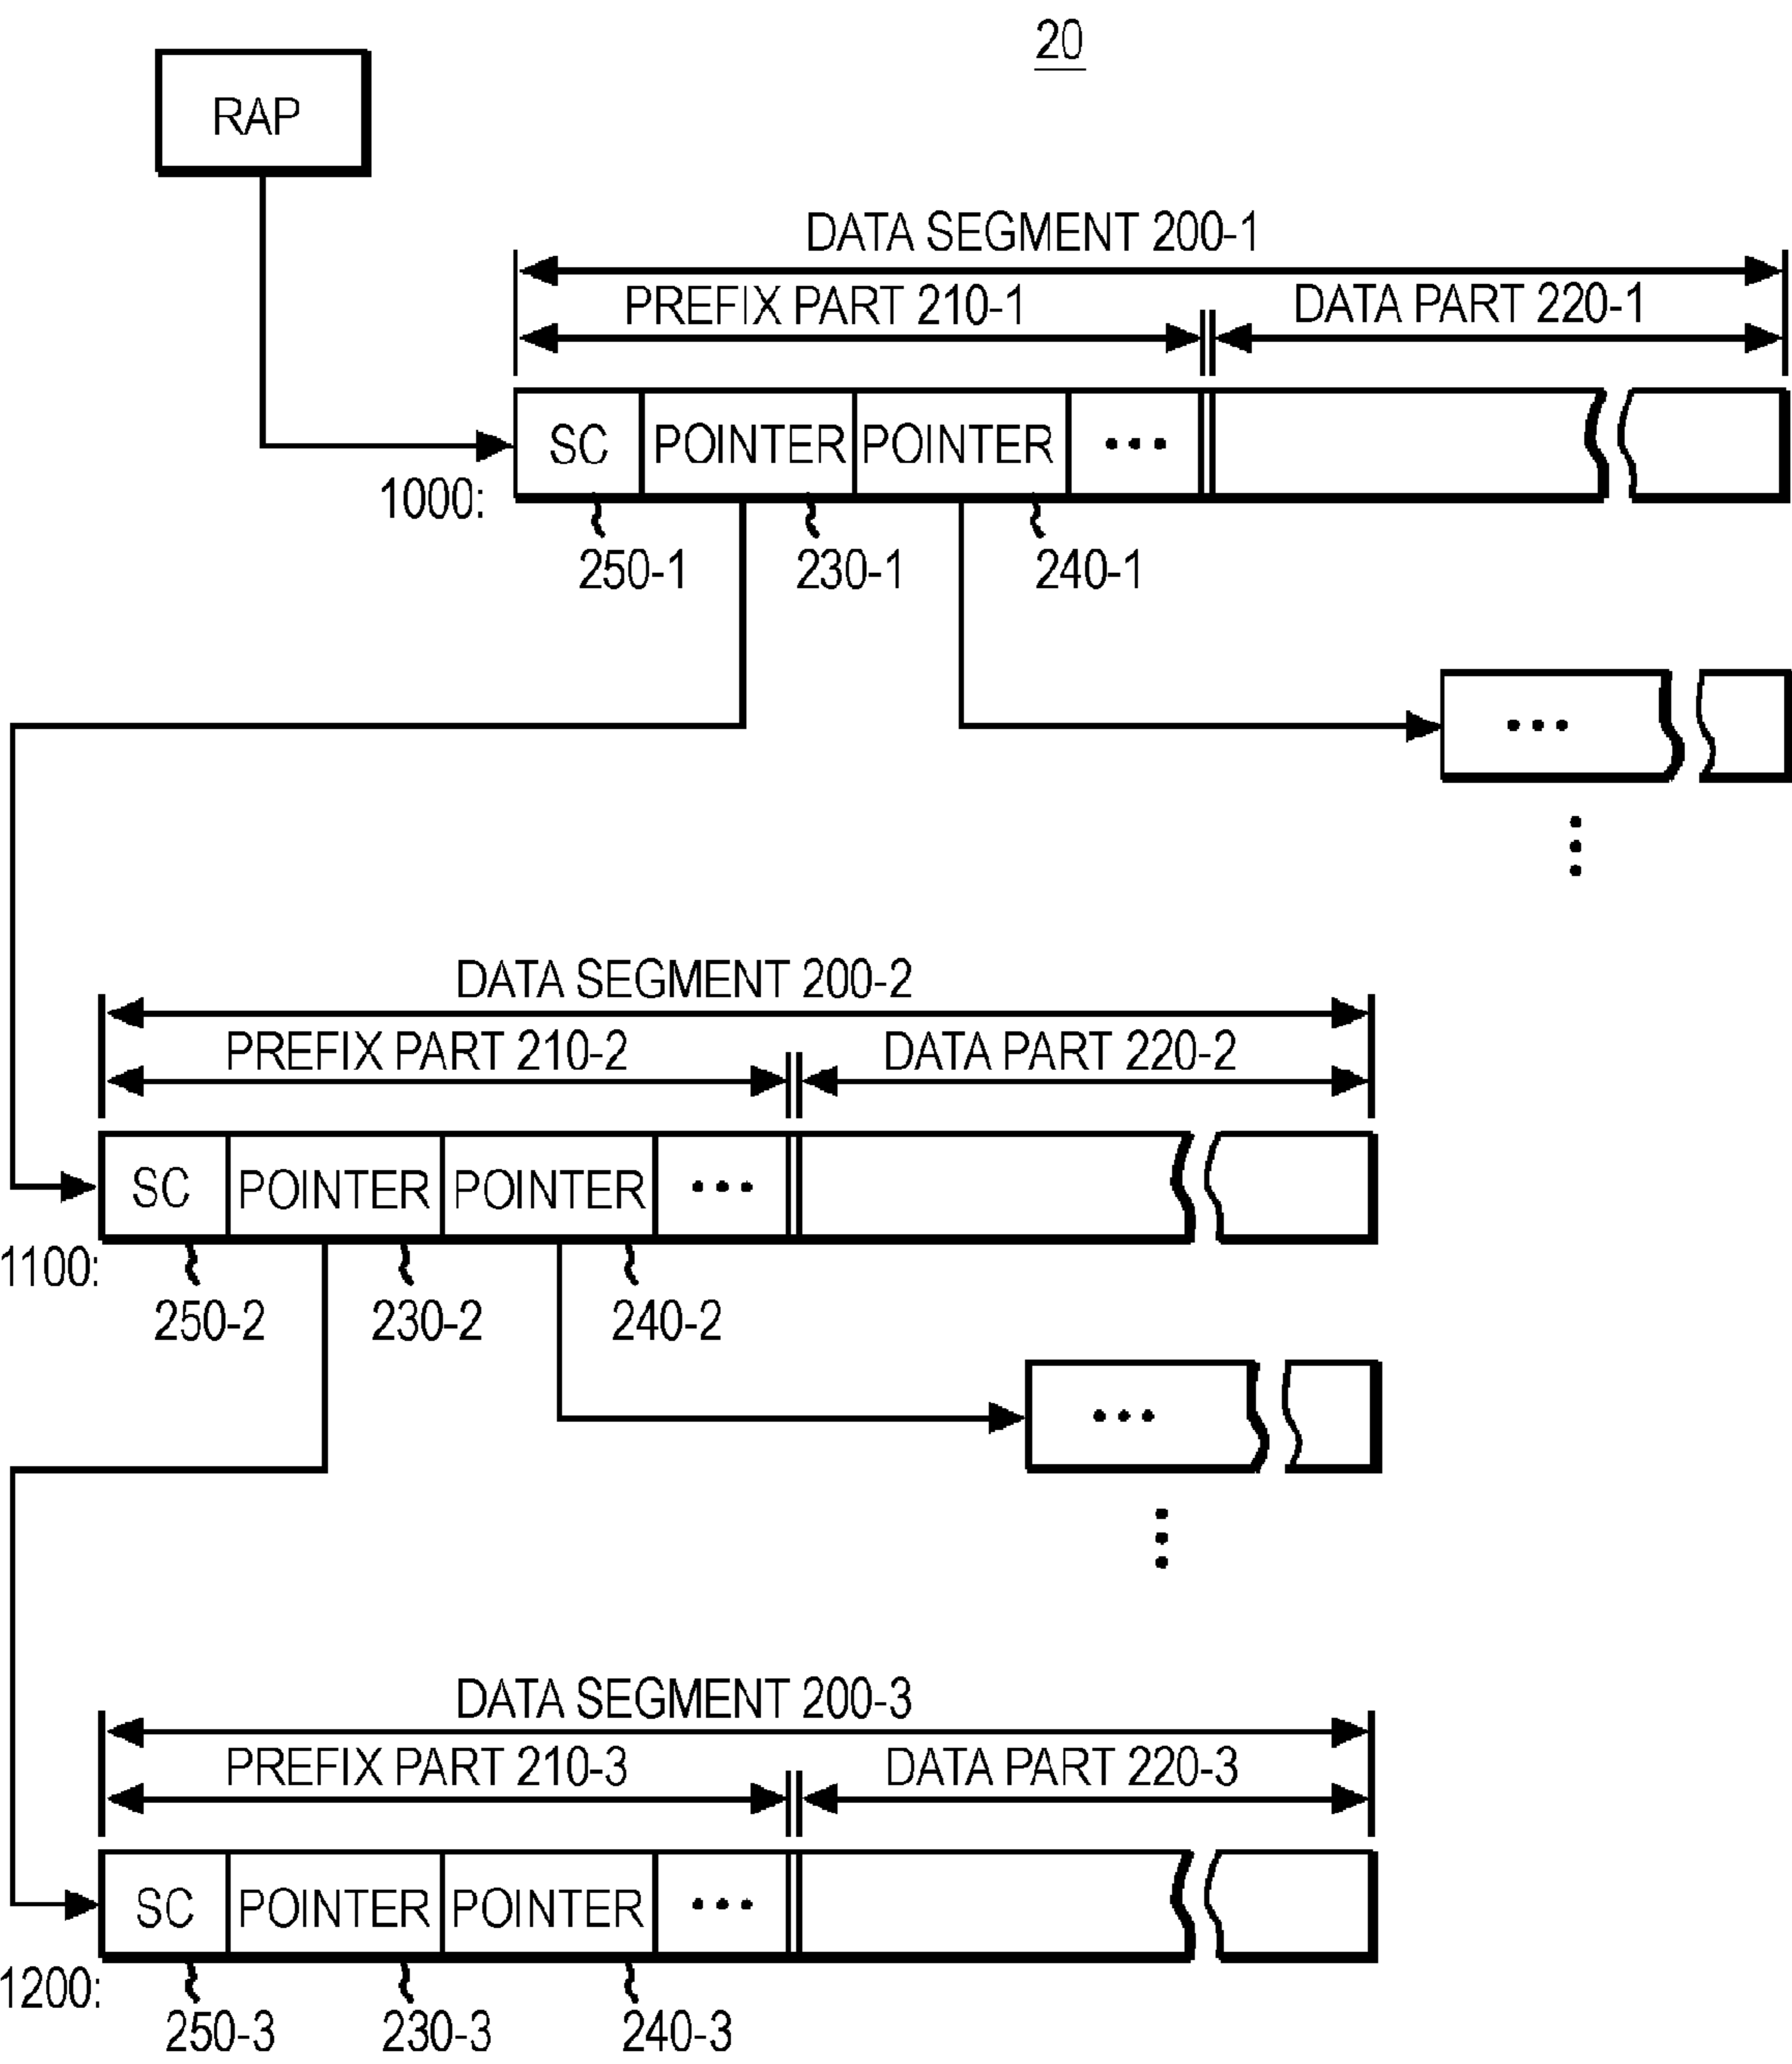 20
RAP
DATA SEGMENT 200-1
PREFIX PART 210-1 DATA PART 220-1
SC POINTER POINTER •••
1000:
250-1 230-1 240-1
•••
DATA SEGMENT 200-2
PREFIX PART 210-2 DATA PART 220-2
SC POINTER POINTER •••
1100:
250-2 230-2 240-2
•••
DATA SEGMENT 200-3
PREFIX PART 210-3 DATA PART 220-3
SC POINTER POINTER •••
1200:
250-3 230-3 240-3